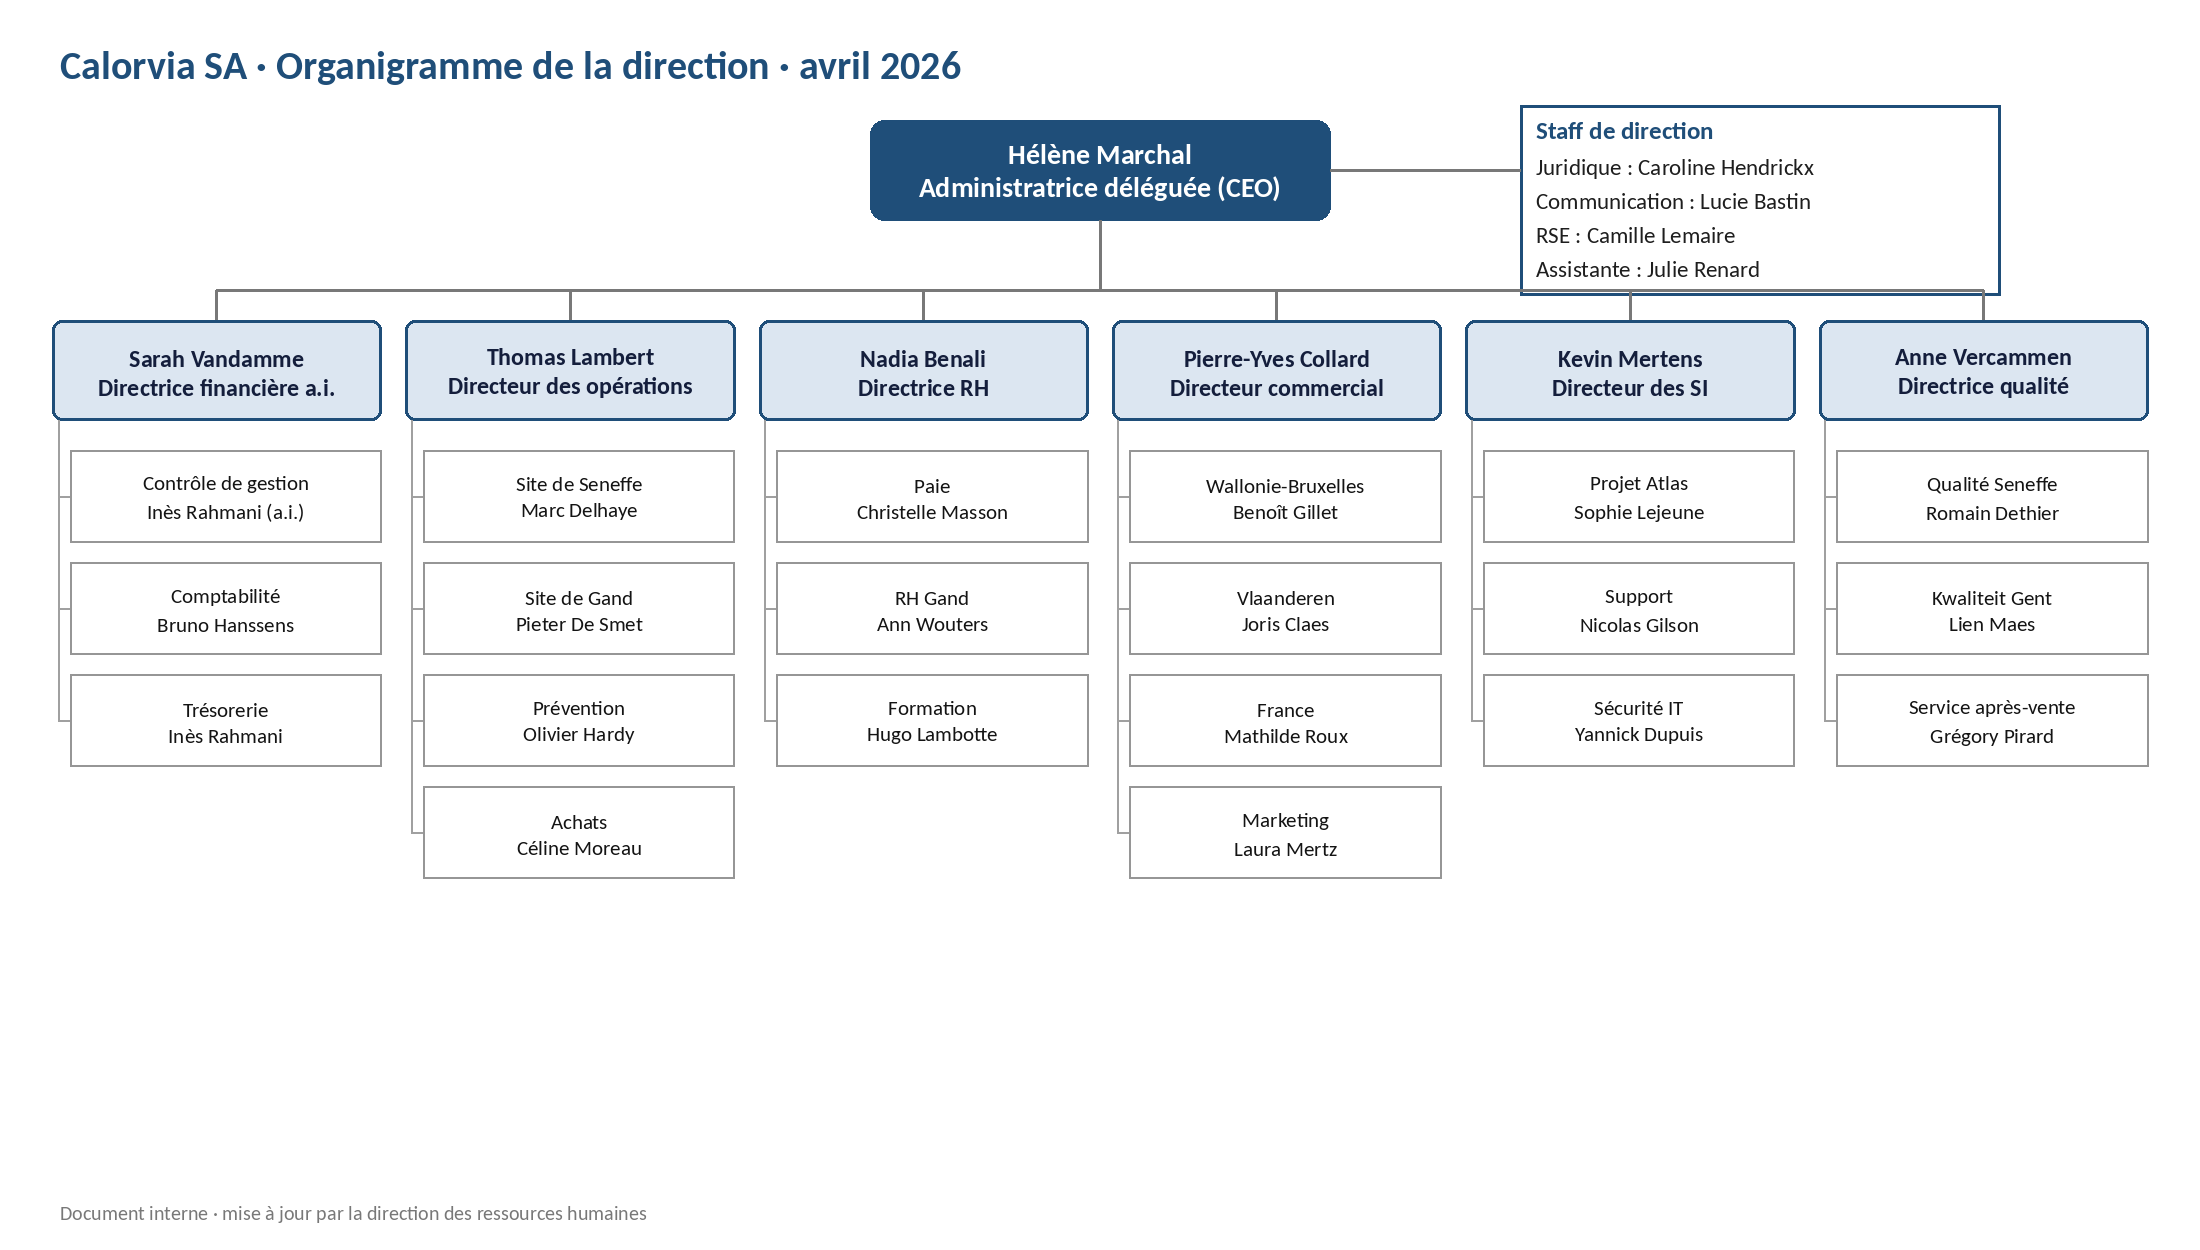 Calorvia SA · Organigramme de la direction · avril 2026
Hélène Marchal
Administratrice déléguée (CEO)
Staff de direction
Juridique : Caroline Hendrickx
Communication : Lucie Bastin
RSE : Camille Lemaire
Assistante : Julie Renard
Sarah Vandamme
Directrice financière a.i.
Contrôle de gestion
Inès Rahmani (a.i.)
Comptabilité
Bruno Hanssens
Trésorerie
Inès Rahmani
Thomas Lambert
Directeur des opérations
Site de Seneffe
Marc Delhaye
Site de Gand
Pieter De Smet
Prévention
Olivier Hardy
Achats
Céline Moreau
Nadia Benali
Directrice RH
Paie
Christelle Masson
RH Gand
Ann Wouters
Formation
Hugo Lambotte
Pierre-Yves Collard
Directeur commercial
Wallonie-Bruxelles
Benoît Gillet
Vlaanderen
Joris Claes
France
Mathilde Roux
Marketing
Laura Mertz
Kevin Mertens
Directeur des SI
Projet Atlas
Sophie Lejeune
Support
Nicolas Gilson
Sécurité IT
Yannick Dupuis
Anne Vercammen
Directrice qualité
Qualité Seneffe
Romain Dethier
Kwaliteit Gent
Lien Maes
Service après-vente
Grégory Pirard
Document interne · mise à jour par la direction des ressources humaines